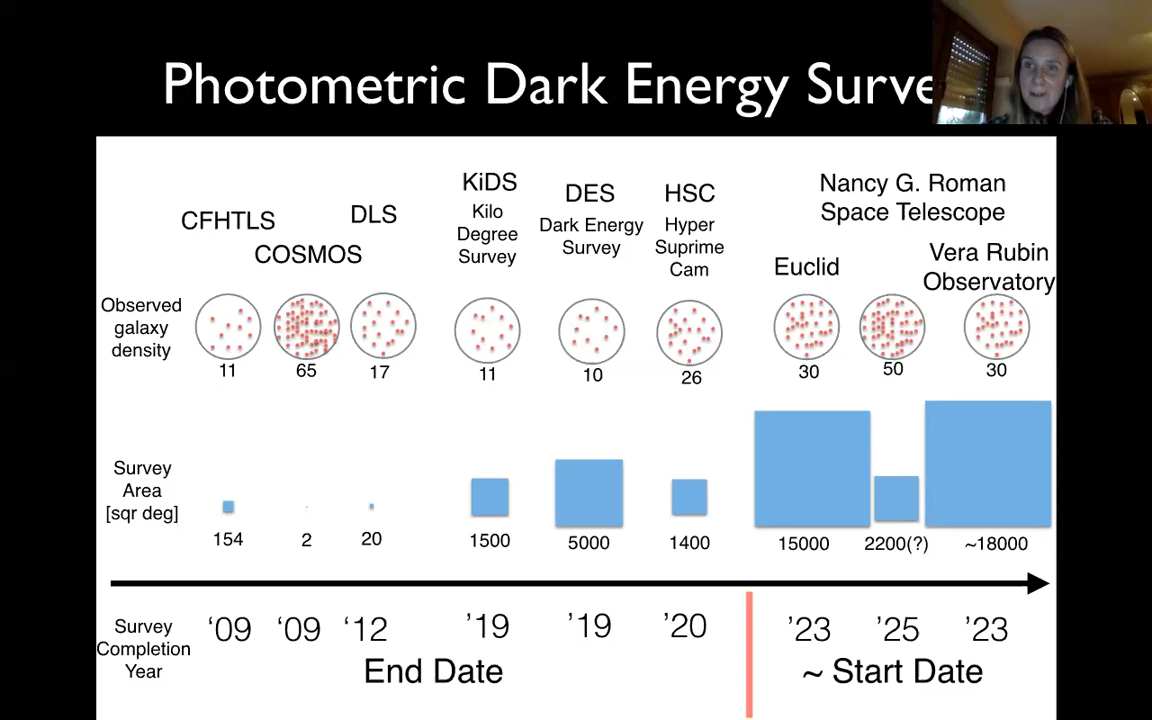 Photometric Dark Energy Surve
KiDS
Kilo
Degree
Survey
DES
Dark Energy
Survey
HSC
Hyper
Suprime
Cam
Nancy G. Roman
Space Telescope
CFHTLS
COSMOS
DLS
Euclid
Vera Rubin
Observatory
Observed
galaxy
density
11 65 17 11 10 26 30 50 30
Survey
Area
[sqr deg]
154 2 20 1500 5000 1400 15000 2200(?) ~18000
Survey
Completion
Year
‘09 ‘09 ‘12 ’19 ’19 ’20 ’23 ’25 ’23
End Date ~ Start Date